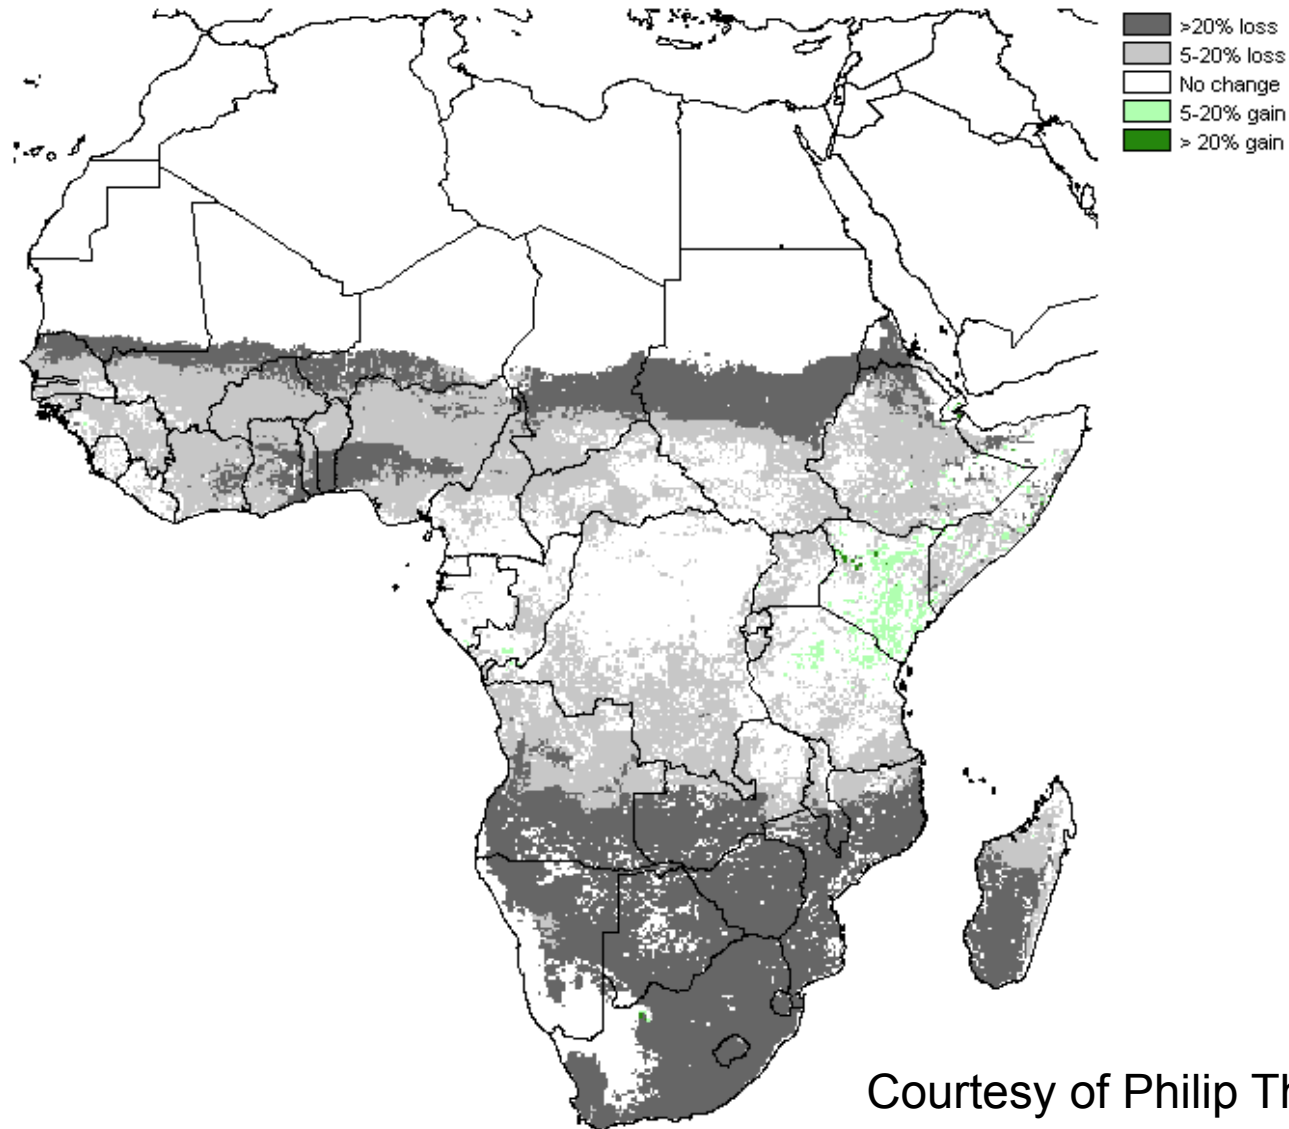 >20% loss
5-20% loss
No change
5-20% gain
> 20% gain
Courtesy of Philip